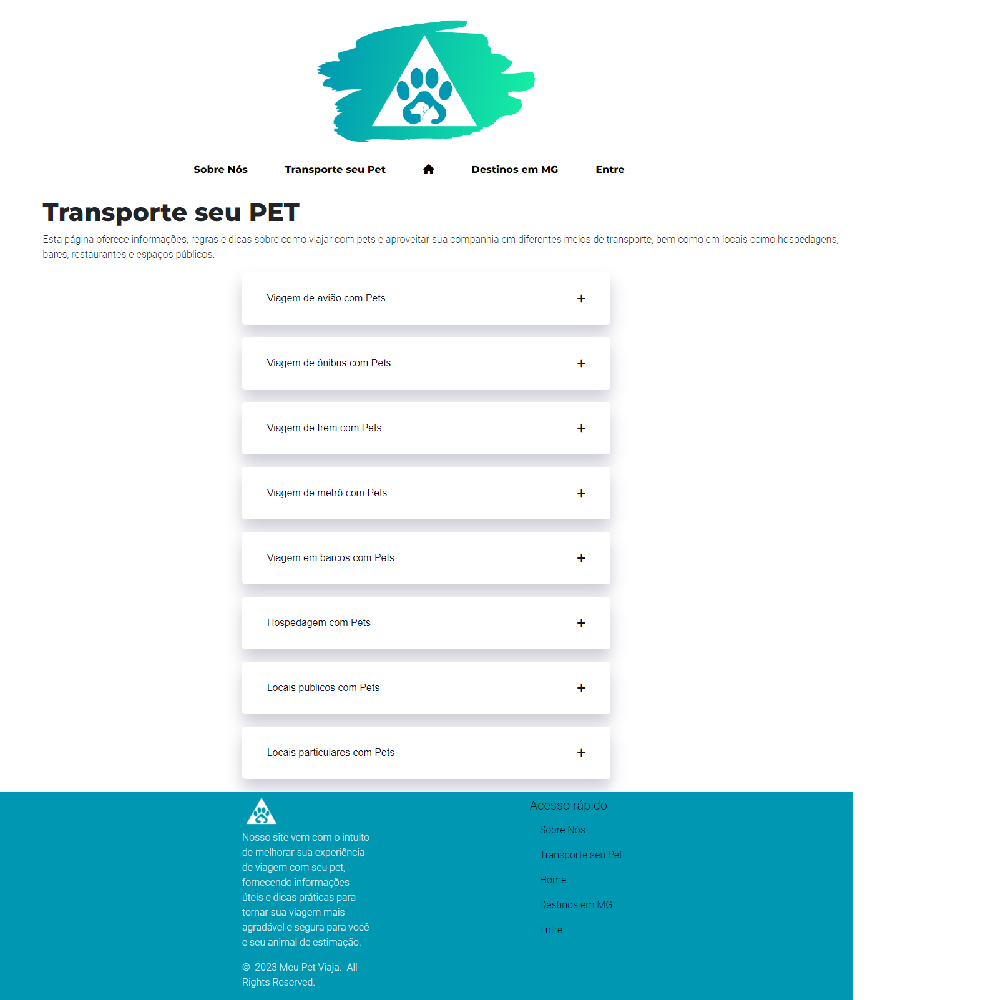 Sobre Nós
Transporte seu Pet
Destinos em MG
Entre
Transporte seu PET
Esta página oferece informações, regras e dicas sobre como viajar com pets e aproveitar sua companhia em diferentes meios de transporte, bem como em locais como hospedagens,
bares, restaurantes e espaços públicos.
Viagem de avião com Pets
Viagem de ônibus com Pets
Viagem de trem com Pets
Viagem de metrô com Pets
Viagem em barcos com Pets
Hospedagem com Pets
Locais publicos com Pets
Locais particulares com Pets
Nosso site vem com o intuito
de melhorar sua experiência
de viagem com seu pet,
fornecendo informações
úteis e dicas práticas para
tornar sua viagem mais
agradável e segura para você
e seu animal de estimação.
© 2023 Meu Pet Viaja. All
Rights Reserved.
Acesso rápido
Sobre Nós
Transporte seu Pet
Home
Destinos em MG
Entre